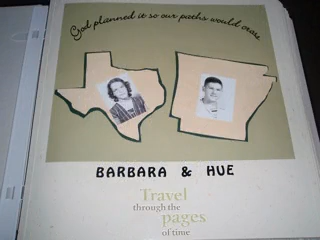 God planned it so our paths would cross
BARBARA & HUE
Travel
through the
pages
of time